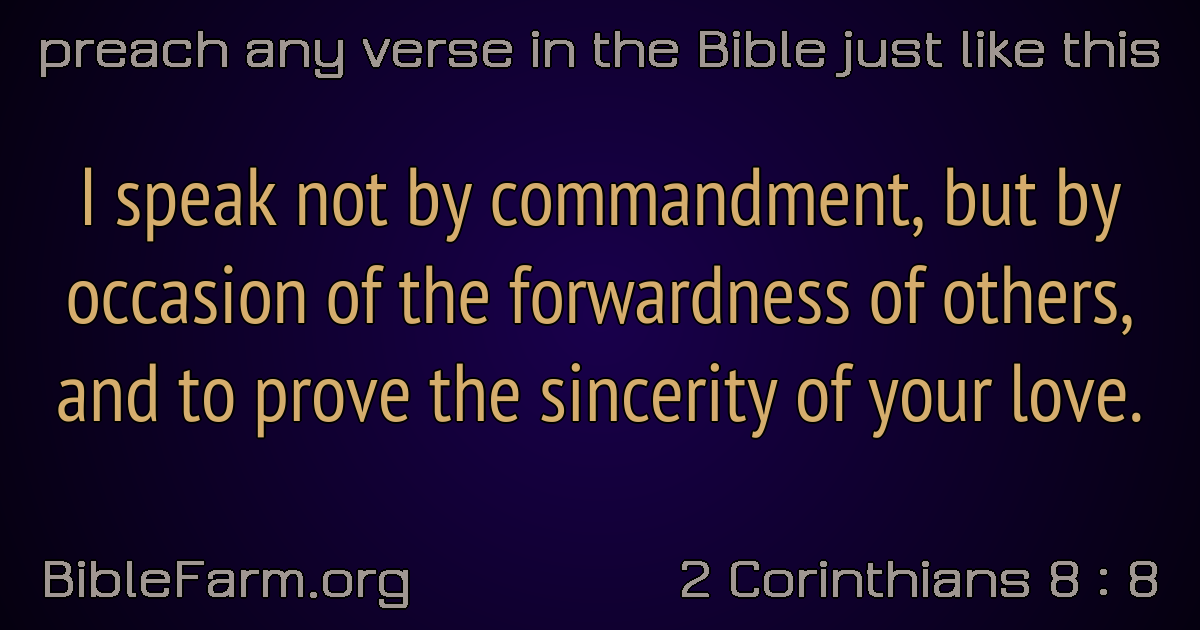 preach any verse in the Bible just like this
I speak not by commandment, but by
occasion of the forwardness of others,
and to prove the sincerity of your love.
BibleFarm.org
2 Corinthians 8 : 8